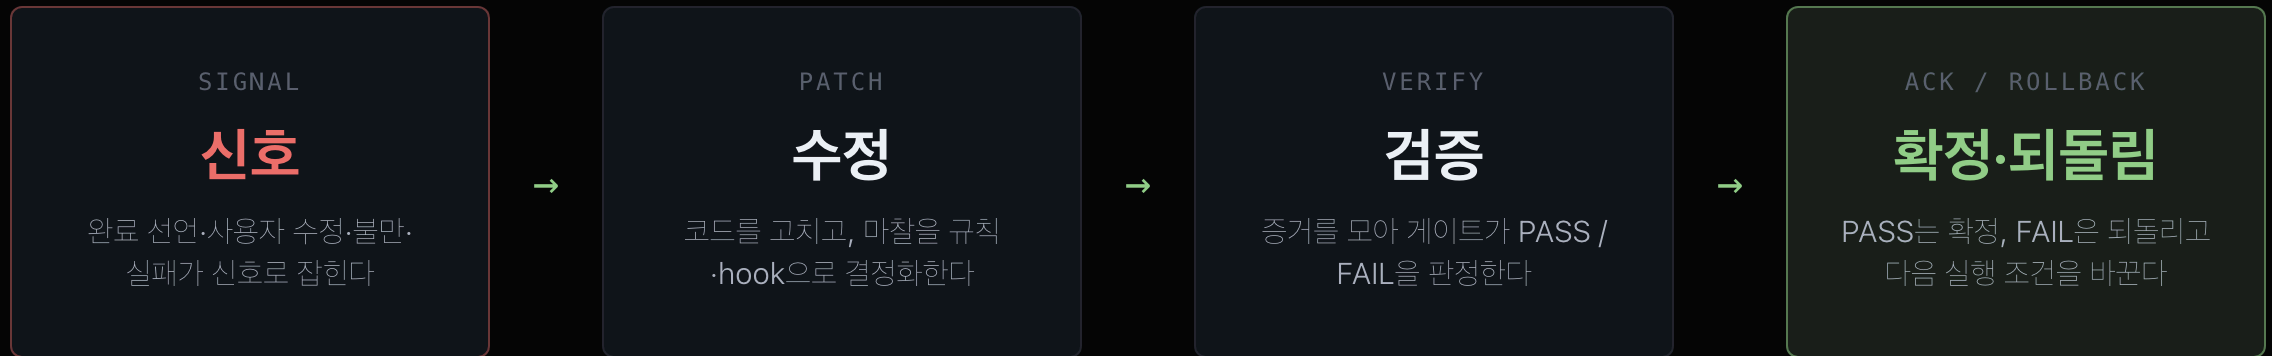 SIGNAL
신호
완료 선언·사용자 수정·불만·
실패가 신호로 잡힌다
→
PATCH
수정
코드를 고치고, 마찰을 규칙
·hook으로 결정화한다
→
VERIFY
검증
증거를 모아 게이트가 PASS /
FAIL을 판정한다
→
ACK / ROLLBACK
확정·되돌림
PASS는 확정, FAIL은 되돌리고
다음 실행 조건을 바꾼다